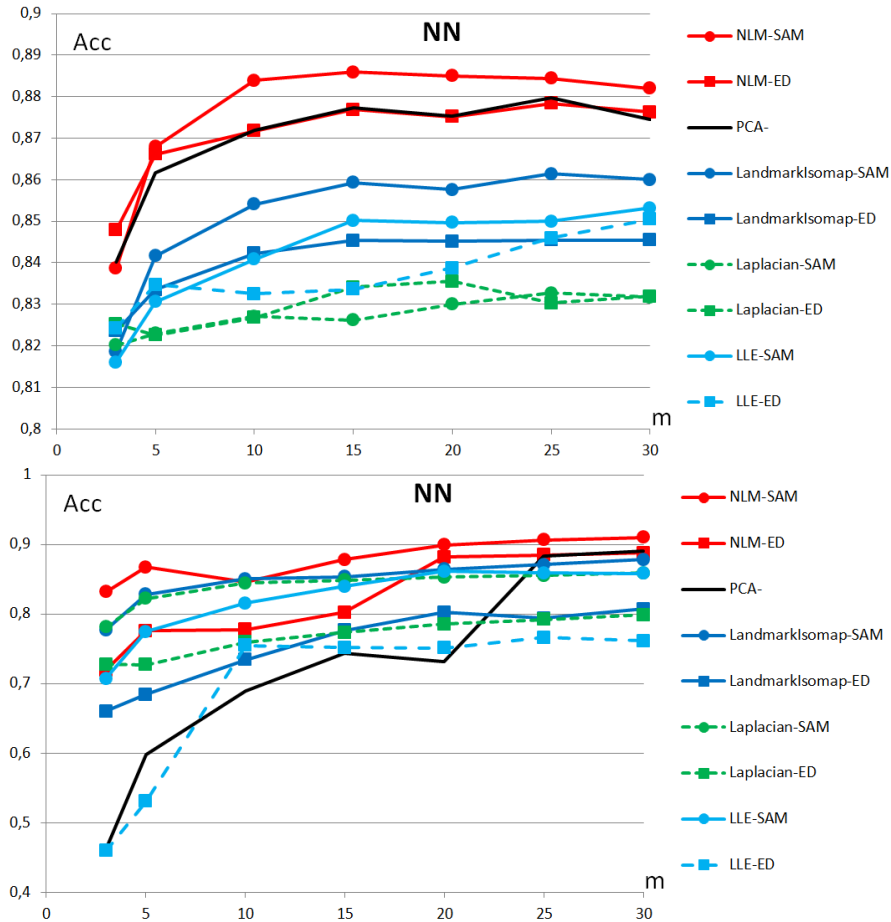 NN
Acc
0,9
0,89
0,88
0,87
0,86
0,85
0,84
0,83
0,82
0,81
0,8
0 5 10 15 20 25 30
m
NLM-SAM
NLM-ED
PCA-
LandmarkIsomap-SAM
LandmarkIsomap-ED
Laplacian-SAM
Laplacian-ED
LLE-SAM
LLE-ED
NN
Acc
1
0,9
0,8
0,7
0,6
0,5
0,4
0 5 10 15 20 25 30
m
NLM-SAM
NLM-ED
PCA-
LandmarkIsomap-SAM
LandmarkIsomap-ED
Laplacian-SAM
Laplacian-ED
LLE-SAM
LLE-ED